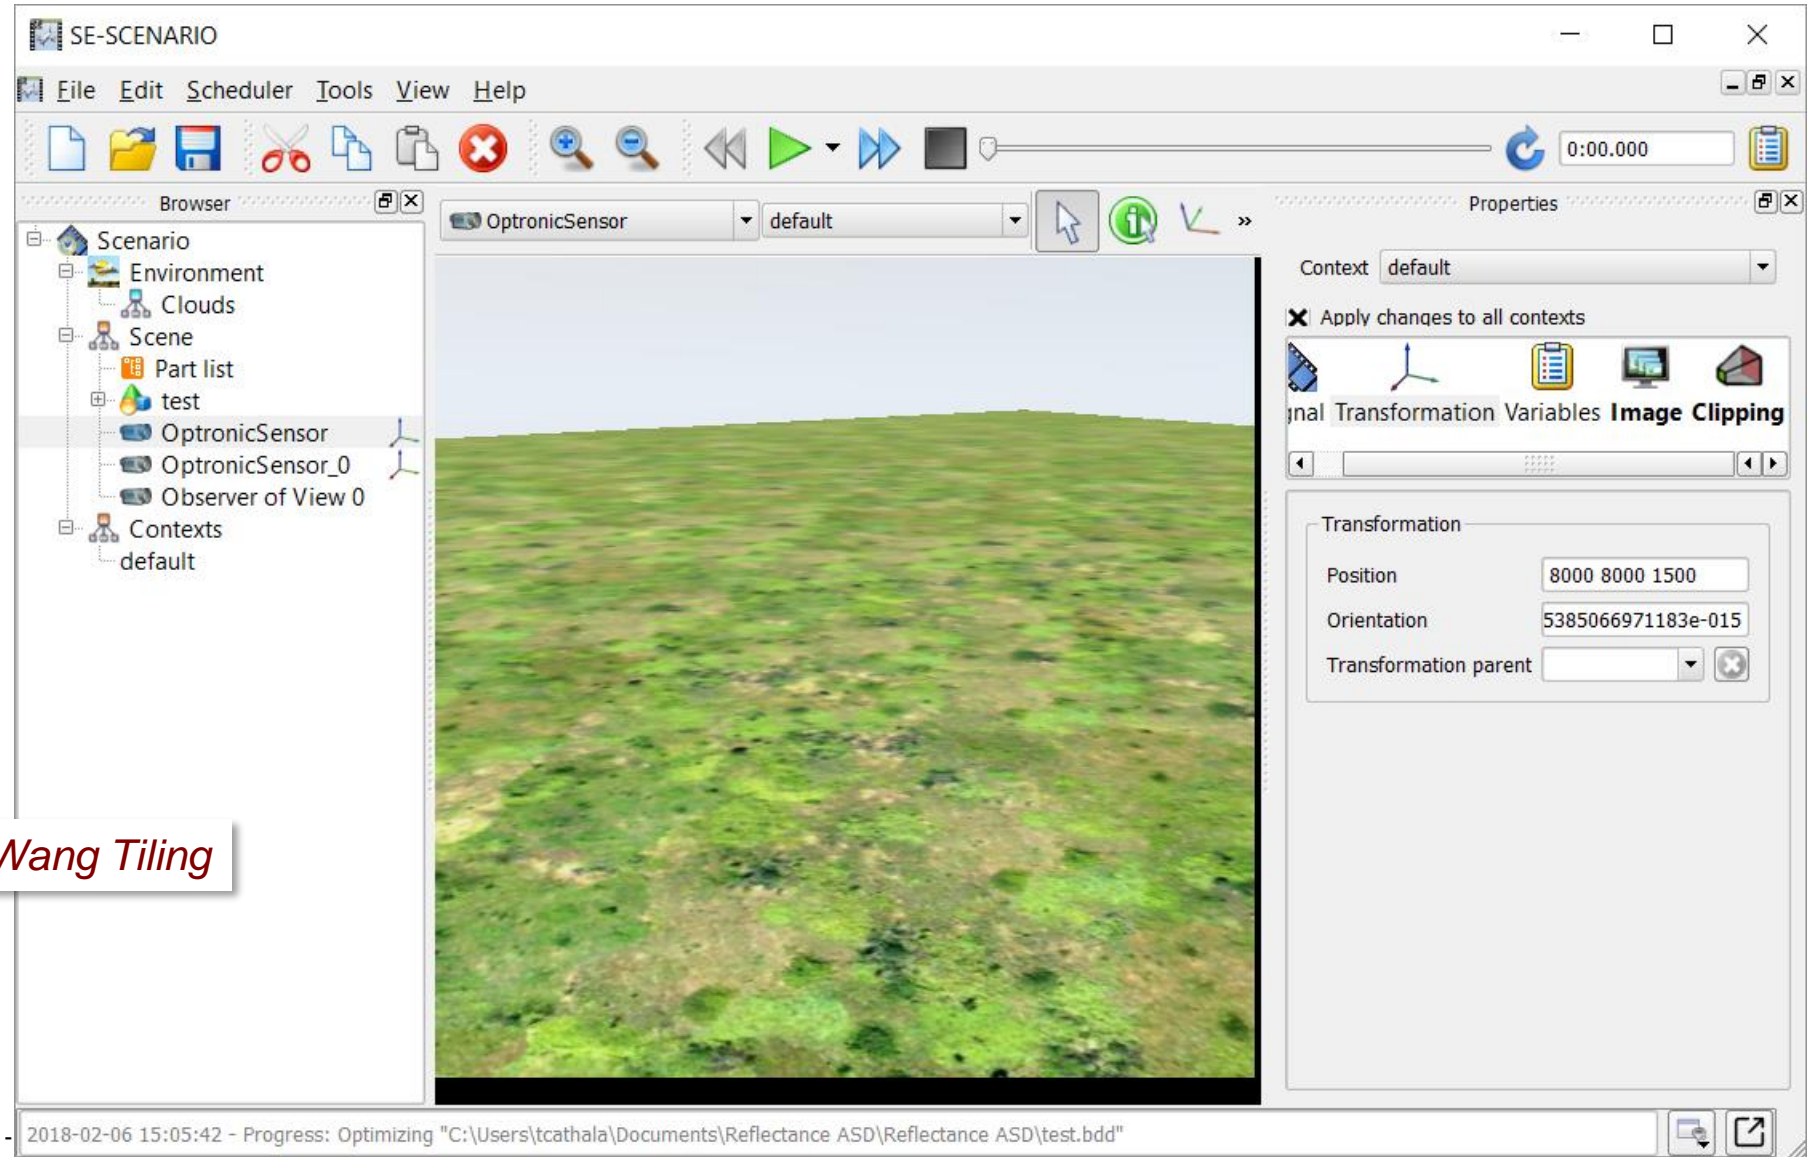 SE-SCENARIO
File Edit Scheduler Tools View Help
0:00.000
Browser
OptronicSensor
default
»
Properties
Scenario
Environment
Clouds
Scene
Part list
test
OptronicSensor
OptronicSensor_0
Observer of View 0
Contexts
default
Context default
Apply changes to all contexts
gnal Transformation Variables Image Clipping
Transformation
Position 8000 8000 1500
Orientation 5385066971183e-015
Transformation parent
Wang Tiling
2018-02-06 15:05:42 - Progress: Optimizing "C:\Users\tcathala\Documents\Reflectance ASD\Reflectance ASD\test.bdd"